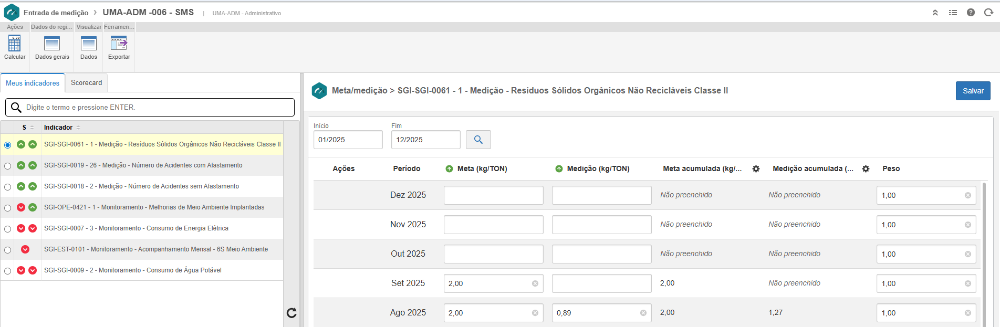 Entrada de medição › UMA-ADM -006 - SMS | UMA-ADM - Administrativo
Ações Dados do regi... Visualizar Ferramen...
0,00
Calcular Dados gerais Dados Exportar
Meus indicadores Scorecard
Digite o termo e pressione ENTER.
S Indicador
SGI-SGI-0061 - 1 - Medição - Resíduos Sólidos Orgânicos Não Recicláveis Classe II
SGI-SGI-0019 - 26 - Medição - Número de Acidentes com Afastamento
SGI-SGI-0018 - 2 - Medição - Número de Acidentes sem Afastamento
SGI-OPE-0421 - 1 - Monitoramento - Melhorias de Meio Ambiente Implantadas
SGI-SGI-0007 - 3 - Monitoramento - Consumo de Energia Elétrica
SGI-EST-0101 - Monitoramento - Acompanhamento Mensal - 6S Meio Ambiente
SGI-SGI-0009 - 2 - Monitoramento - Consumo de Água Potável
Meta/medição > SGI-SGI-0061 - 1 - Medição - Resíduos Sólidos Orgânicos Não Recicláveis Classe II
Salvar
Início Fim
01/2025 12/2025
Ações Período Meta (kg/TON) Medição (kg/TON) Meta acumulada (kg/... Medição acumulada (... Peso
Dez 2025 Não preenchido Não preenchido 1,00
Nov 2025 Não preenchido Não preenchido 1,00
Out 2025 Não preenchido Não preenchido 1,00
Set 2025 2,00 2,00 Não preenchido 1,00
Ago 2025 2,00 0,89 2,00 1,27 1,00